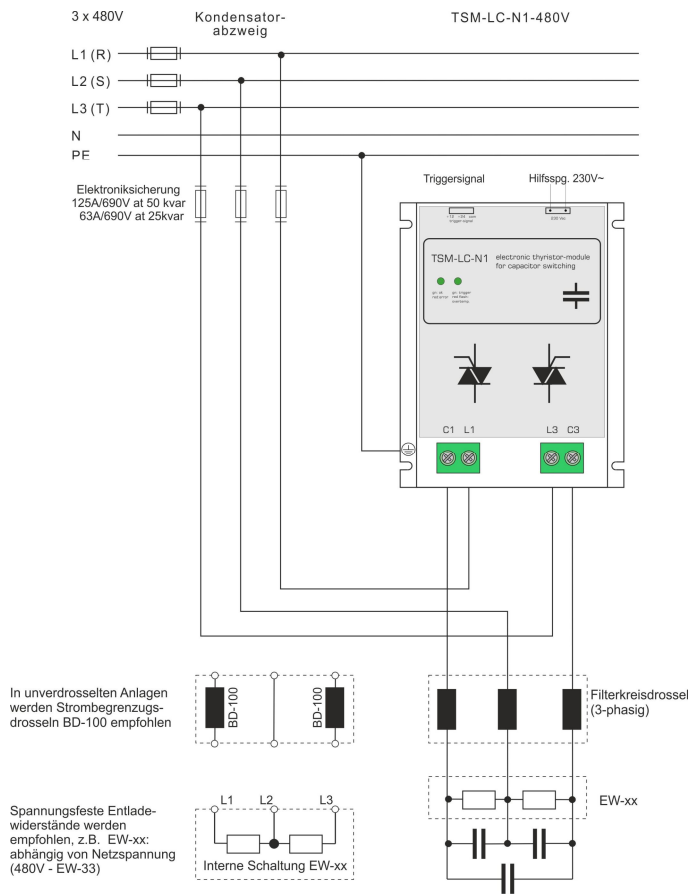 3 x 480V
Kondensator-
abzweig
TSM-LC-N1-480V
L1 (R)
L2 (S)
L3 (T)
N
PE
Elektroniksicherung
125A/690V at 50 kvar
63A/690V at 25kvar
Triggersignal
Hilfsspg. 230V~
trigger signal
230 Vac
TSM-LC-N1
electronic thyristor-module
for capacitor switching
C1 L1
L3 C3
In unverdrosselten Anlagen
werden Strombegrenzugs-
drosseln BD-100 empfohlen
BD-100
BD-100
Filterkreisdrossel
(3-phasig)
Spannungsfeste Entlade-
widerstände werden
empfohlen, z.B. EW-xx:
abhängig von Netzspannung
(480V - EW-33)
L1 L2 L3
Interne Schaltung EW-xx
EW-xx